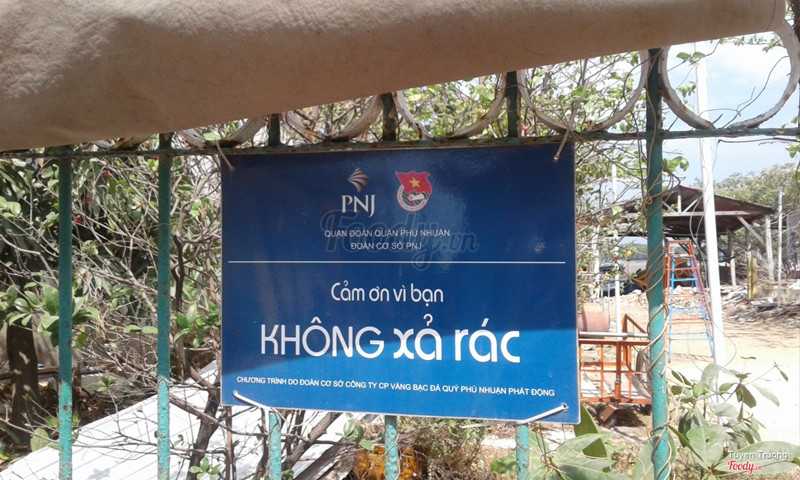 PNJ
QUẬN ĐOÀN QUẬN PHÚ NHUẬN
ĐOÀN CƠ SỞ PNJ
Foody.vn
Cảm ơn vì bạn
KHÔNG xả rác
CHƯƠNG TRÌNH DO ĐOÀN CƠ SỞ CÔNG TY CP VÀNG BẠC ĐÁ QUÝ PHÚ NHUẬN PHÁT ĐỘNG
Tuyen Truong
Foody.vn